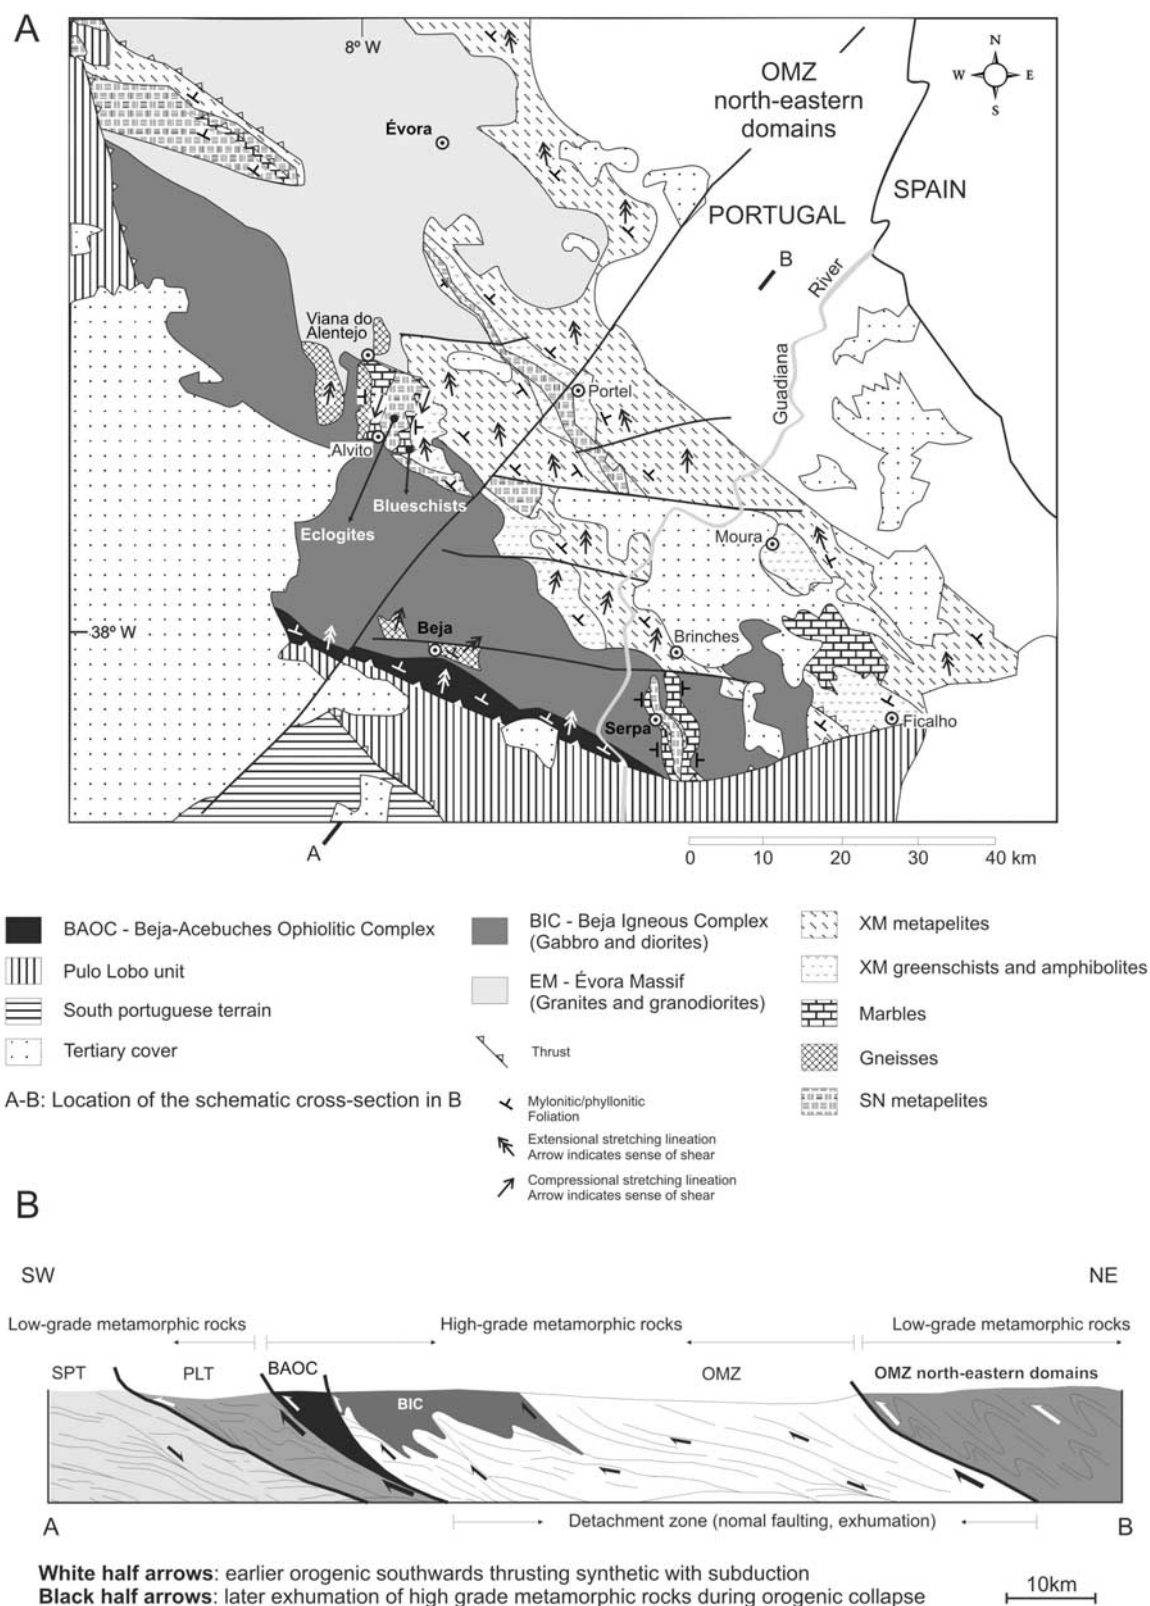 A
8º W
OMZ
north-eastern
domains
N
W
E
S
Évora
SPAIN
PORTUGAL
B
River
Guadiana
Viana do
Alentejo
Portel
Alvito
Blueschists
Eclogites
Moura
38º W
Beja
Brinches
Serpa
Ficalho
A
0 10 20 30 40 km
BAOC - Beja-Acebuches Ophiolitic Complex
Pulo Lobo unit
South portuguese terrain
Tertiary cover
A-B: Location of the schematic cross-section in B
BIC - Beja Igneous Complex
(Gabbro and diorites)
EM - Évora Massif
(Granites and granodiorites)
Thrust
Mylonitic/phyllonitic
Foliation
Extensional stretching lineation
Arrow indicates sense of shear
Compressional stretching lineation
Arrow indicates sense of shear
XM metapelites
XM greenschists and amphibolites
Marbles
Gneisses
SN metapelites
B
SW
NE
Low-grade metamorphic rocks
High-grade metamorphic rocks
Low-grade metamorphic rocks
SPT
PLT
BAOC
BIC
OMZ
OMZ north-eastern domains
A
Detachment zone (nomal faulting, exhumation)
B
White half arrows: earlier orogenic southwards thrusting synthetic with subduction
Black half arrows: later exhumation of high grade metamorphic rocks during orogenic collapse
10km